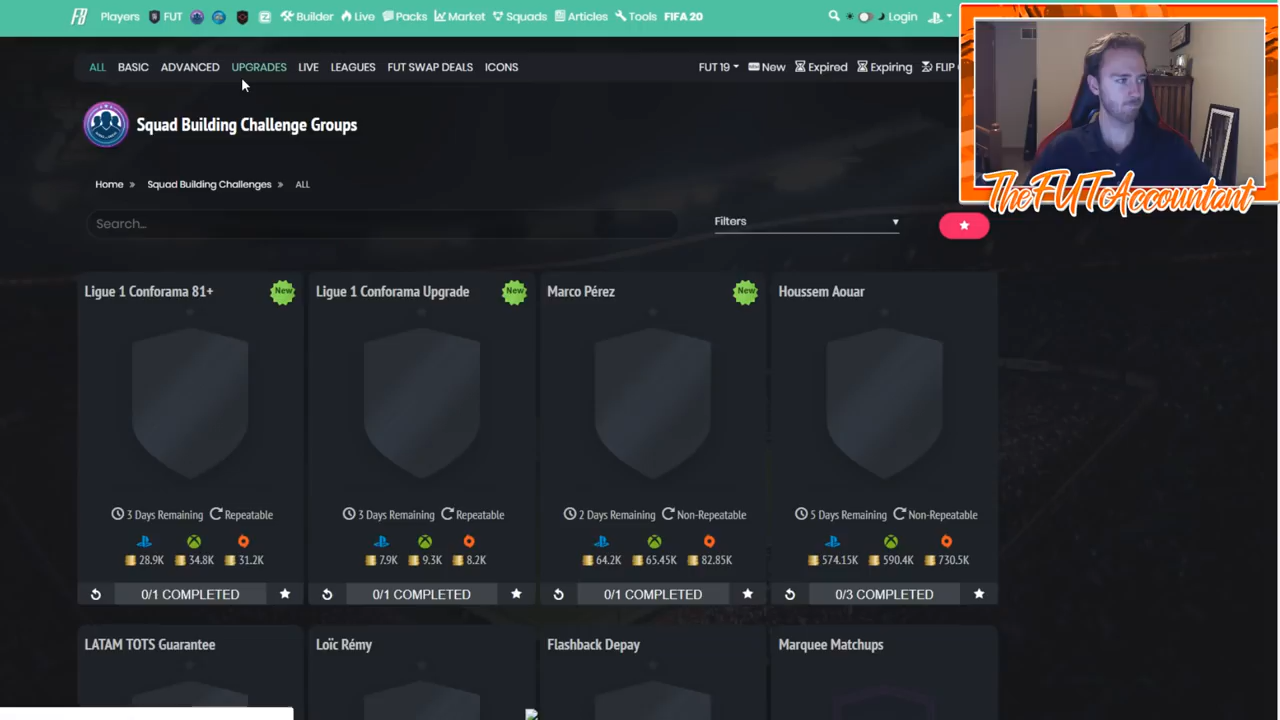 FB Players FUT Builder Live Packs Market Squads Articles Tools FIFA 20 Login
ALL BASIC ADVANCED UPGRADES LIVE LEAGUES FUT SWAP DEALS ICONS FUT 19 New Expired Expiring FLIP
Squad Building Challenge Groups
TheFUTAccountant
Home » Squad Building Challenges » ALL
Search...
Filters
Ligue 1 Conforama 81+ New
Ligue 1 Conforama Upgrade New
Marco Pérez New
Houssem Aouar
3 Days Remaining Repeatable
3 Days Remaining Repeatable
2 Days Remaining Non-Repeatable
5 Days Remaining Non-Repeatable
28.9K 34.8K 31.2K
7.9K 9.3K 8.2K
64.2K 65.45K 82.85K
574.15K 590.4K 730.5K
0/1 COMPLETED
0/1 COMPLETED
0/1 COMPLETED
0/3 COMPLETED
LATAM TOTS Guarantee
Loïc Rémy
Flashback Depay
Marquee Matchups